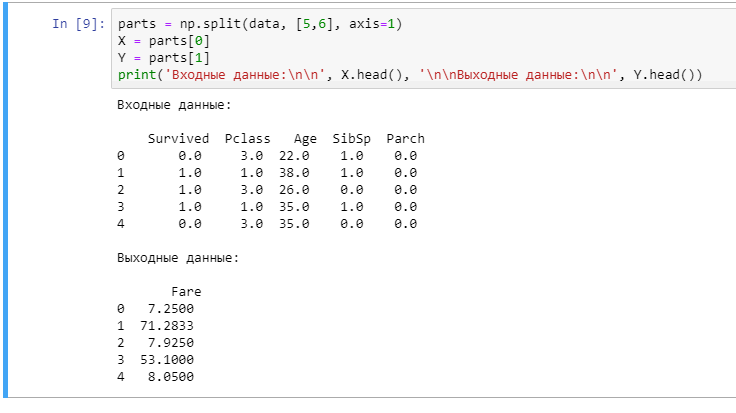 In [9]: parts = np.split(data, [5,6], axis=1)
X = parts[0]
Y = parts[1]
print('Входные данные:\n\n', X.head(), '\n\nВыходные данные:\n\n', Y.head())
Входные данные:
Survived Pclass Age SibSp Parch
0 0.0 3.0 22.0 1.0 0.0
1 1.0 1.0 38.0 1.0 0.0
2 1.0 3.0 26.0 0.0 0.0
3 1.0 1.0 35.0 1.0 0.0
4 0.0 3.0 35.0 0.0 0.0
Выходные данные:
Fare
0 7.2500
1 71.2833
2 7.9250
3 53.1000
4 8.0500